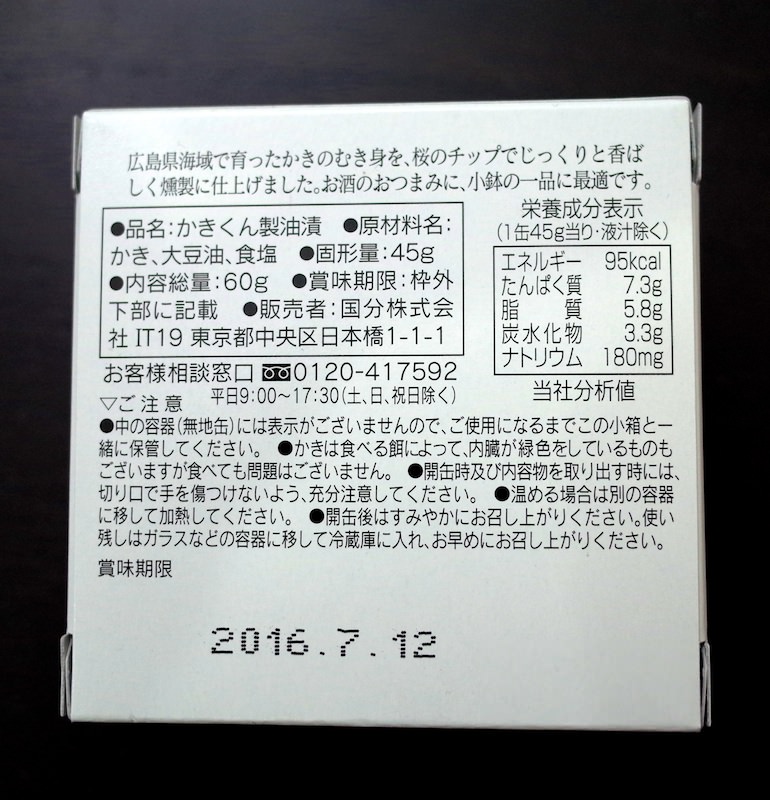 広島県海域で育ったかきのむき身を、桜のチップでじっくりと香ば
しく燻製に仕上げました。お酒のおつまみに、小鉢の一品に最適です。
●品名:かきくん製油漬 ●原材料名:
かき、大豆油、食塩 ●固形量:45g
●内容総量:60g ●賞味期限:枠外
下部に記載 ●販売者:国分株式会
社 IT19 東京都中央区日本橋1-1-1
栄養成分表示
(1缶45g当り・液汁除く)
エネルギー 95kcal
たんぱく質 7.3g
脂質 5.8g
炭水化物 3.3g
ナトリウム 180mg
当社分析値
お客様相談窓口 0120-417592
平日9:00〜17:30(土、日、祝日除く)
▽ご注意
●中の容器(無地缶)には表示がございませんので、ご使用になるまでこの小箱と一
緒に保管してください。 ●かきは食べる餌によって、内臓が緑色をしているものも
ございますが食べても問題はございません。 ●開缶時及び内容物を取り出す時には、
切り口で手を傷つけないよう、充分注意してください。 ●温める場合は別の容器
に移して加熱してください。 ●開缶後はすみやかにお召し上がりください。使い
残しはガラスなどの容器に移して冷蔵庫に入れ、お早めにお召し上がりください。
賞味期限
2016.7.12